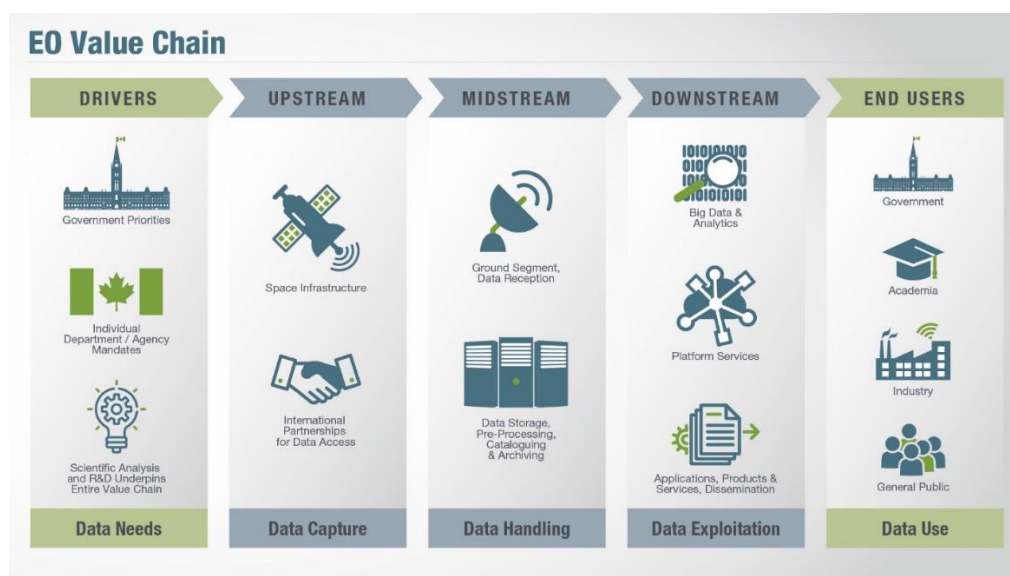 EO Value Chain
DRIVERS
UPSTREAM
MIDSTREAM
DOWNSTREAM
END USERS
Government Priorities
Individual
Department / Agency
Mandates
Scientific Analysis
and R&D Underpins
Entire Value Chain
Data Needs
Space Infrastructure
International
Partnerships
for Data Access
Data Capture
Ground Segment,
Data Reception
Data Storage,
Pre-Processing,
Cataloguing
& Archiving
Data Handling
Big Data &
Analytics
Platform Services
Applications, Products &
Services, Dissemination
Data Exploitation
Government
Academia
Industry
General Public
Data Use